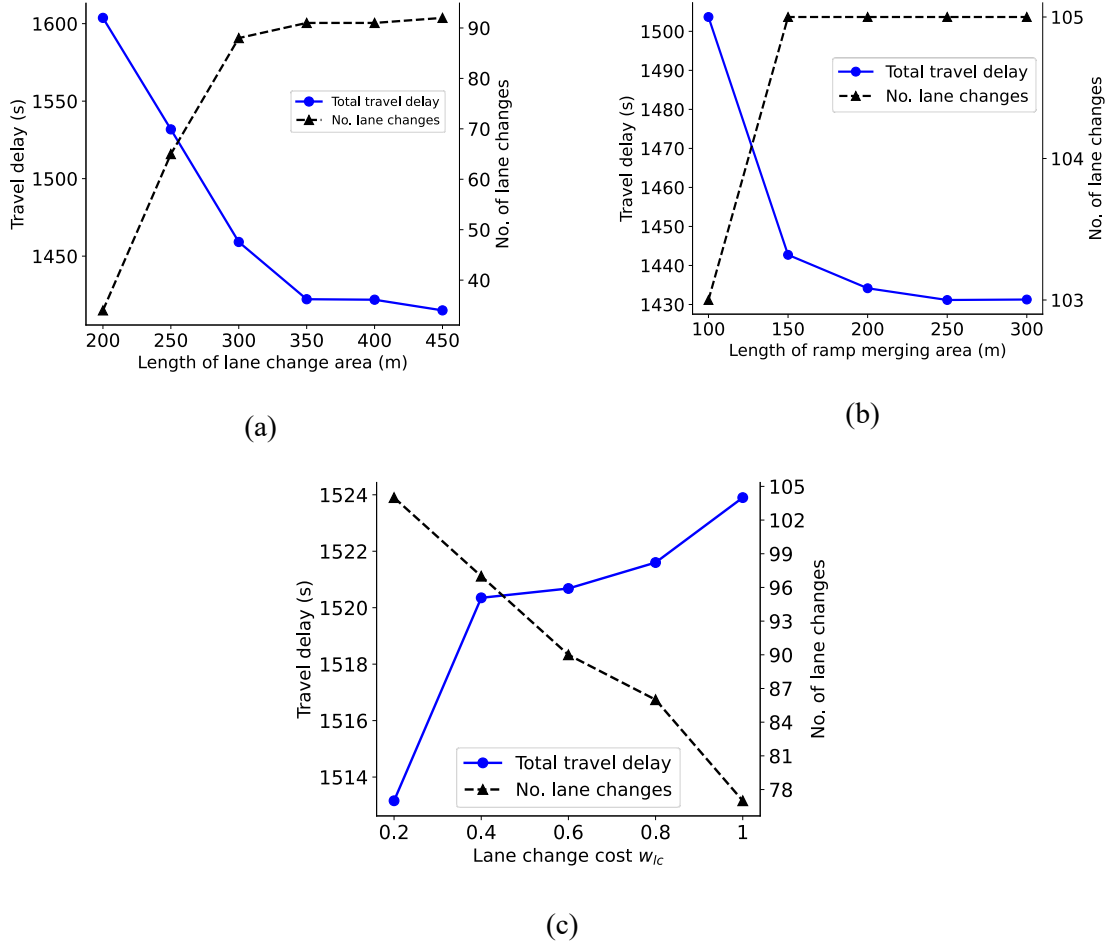 1600
1550
1500
1450
Travel delay (s)
90
80
70
60
50
40
No. of lane changes
Total travel delay
No. lane changes
200 250 300 350 400 450
Length of lane change area (m)
(a)
1500
1490
1480
1470
1460
1450
1440
1430
Travel delay (s)
105
104
103
No. of lane changes
Total travel delay
No. lane changes
100 150 200 250 300
Length of ramp merging area (m)
(b)
1524
1522
1520
1518
1516
1514
Travel delay (s)
105
102
99
96
93
90
87
84
81
78
No. of lane changes
Total travel delay
No. lane changes
0.2 0.4 0.6 0.8 1
Lane change cost w_lc
(c)